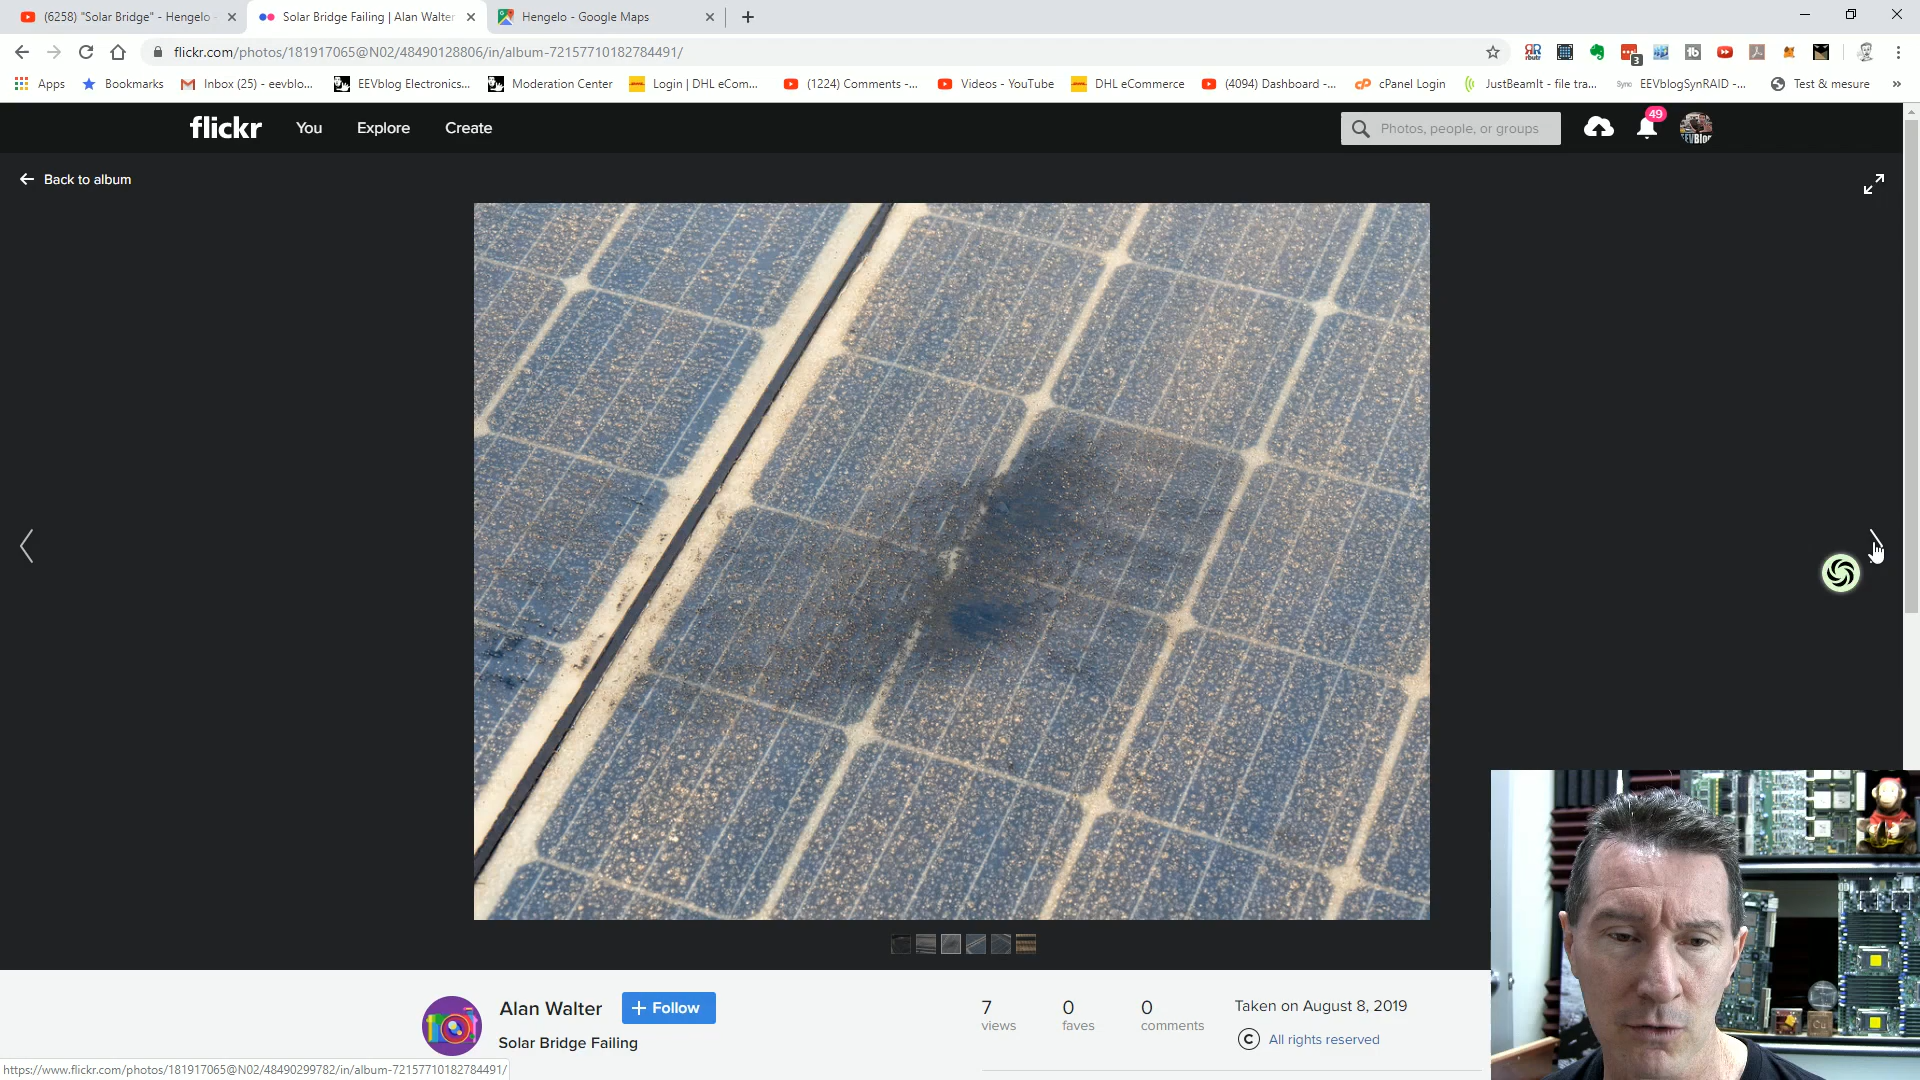 (6258) "Solar Bridge" - Hengelo
Solar Bridge Failing | Alan Walter
Hengelo - Google Maps
flickr.com/photos/181917065@N02/48490128806/in/album-72157710182784491/
Apps
Bookmarks
Inbox (25) - eevblo...
EEVblog Electronics...
Moderation Center
Login | DHL eCom...
(1224) Comments -...
Videos - YouTube
DHL eCommerce
(4094) Dashboard -...
cPanel Login
JustBeamIt - file tra...
EEVblogSynRAID -...
Test & mesure
»
3
flickr
You
Explore
Create
Photos, people, or groups
49
Back to album
Alan Walter
+ Follow
Solar Bridge Failing
7
views
0
faves
0
comments
Taken on August 8, 2019
© All rights reserved
https://www.flickr.com/photos/181917065@N02/48490299782/in/album-72157710182784491/